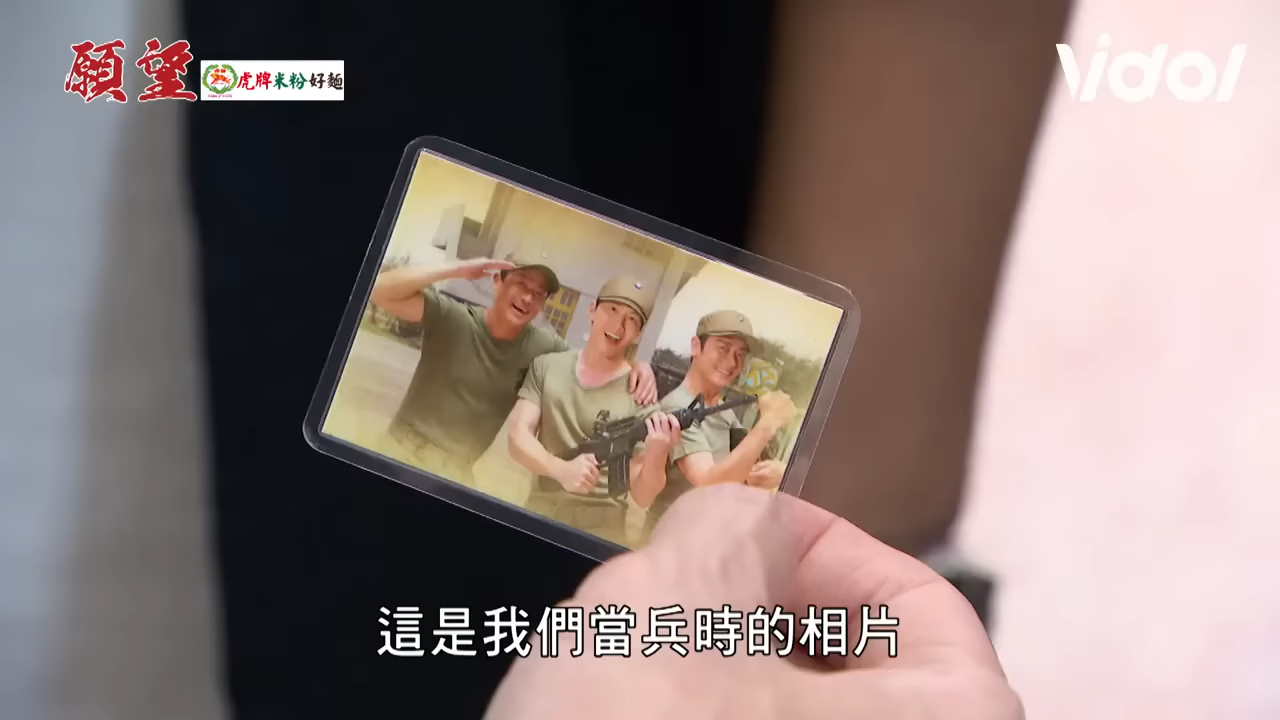 願望
虎牌米粉好麵
Vidol
這是我們當兵時的相片